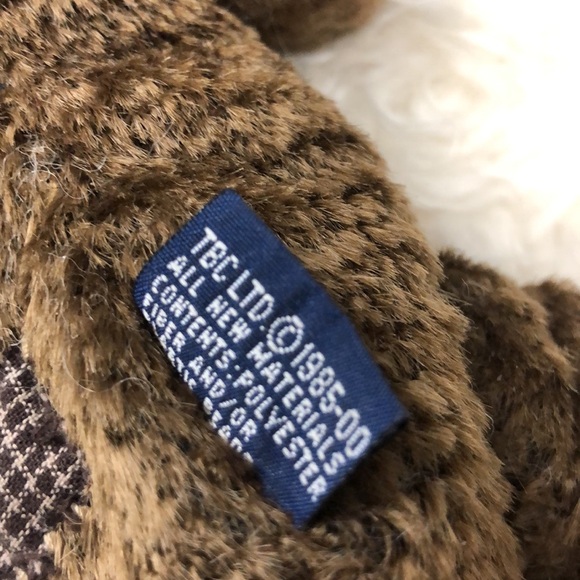 TBC LTD.©1985-00
ALL NEW MATERIALS
CONTENTS: POLYESTER
FIBER AND/OR